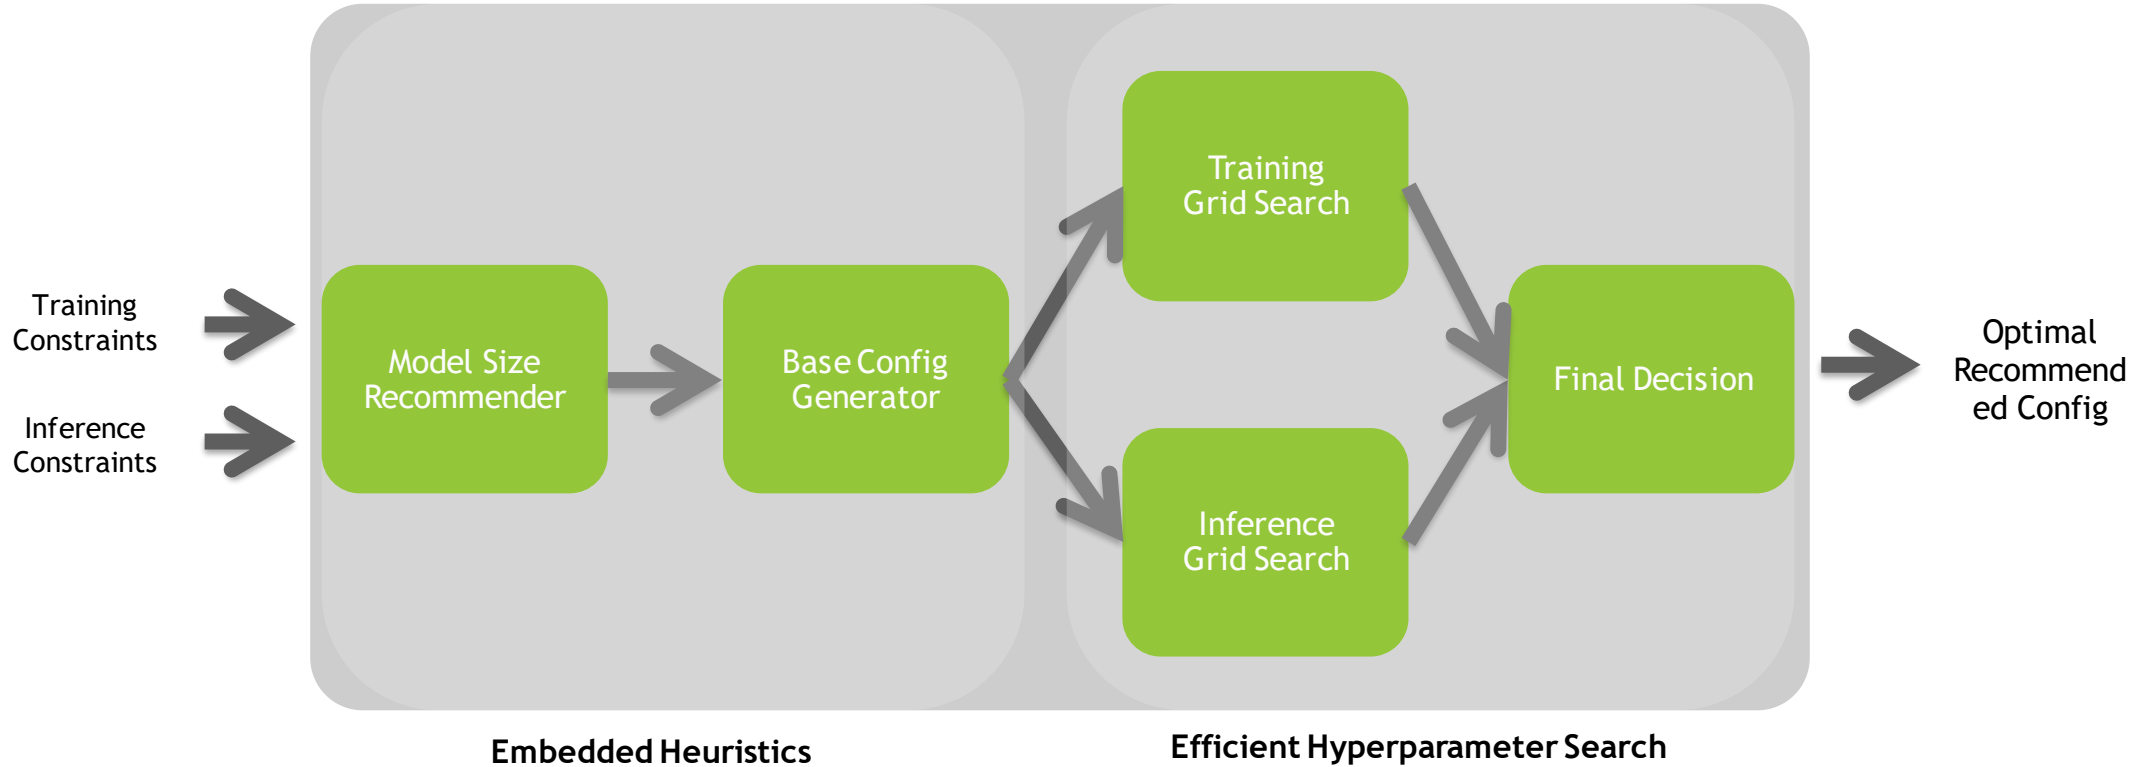 Training
Constraints
Inference
Constraints
Model Size
Recommender
Base Config
Generator
Training
Grid Search
Inference
Grid Search
Final Decision
Optimal
Recommend
ed Config
Embedded Heuristics
Efficient Hyperparameter Search